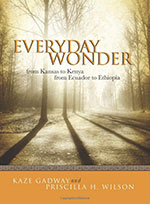 EVERYDAY
WONDER
from Kansas to Kenya
from Ecuador to Ethiopia
KAZE GADWAY and
PRISCILLA H. WILSON